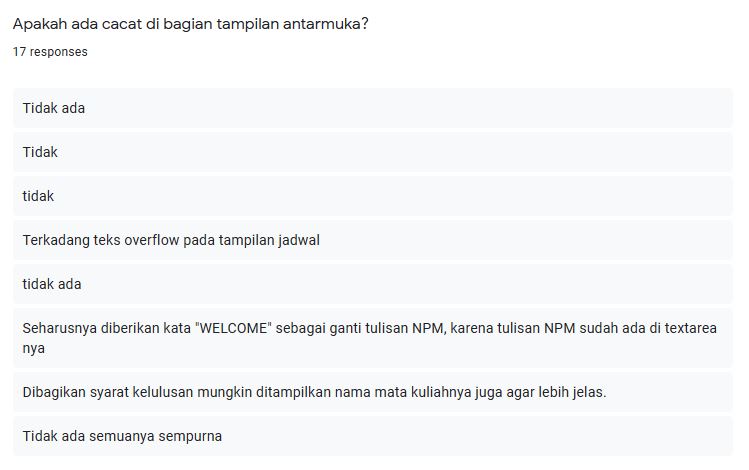 Apakah ada cacat di bagian tampilan antarmuka?
17 responses
Tidak ada
Tidak
tidak
Terkadang teks overflow pada tampilan jadwal
tidak ada
Seharusnya diberikan kata "WELCOME" sebagai ganti tulisan NPM, karena tulisan NPM sudah ada di textarea
nya
Dibagikan syarat kelulusan mungkin ditampilkan nama mata kuliahnya juga agar lebih jelas.
Tidak ada semuanya sempurna